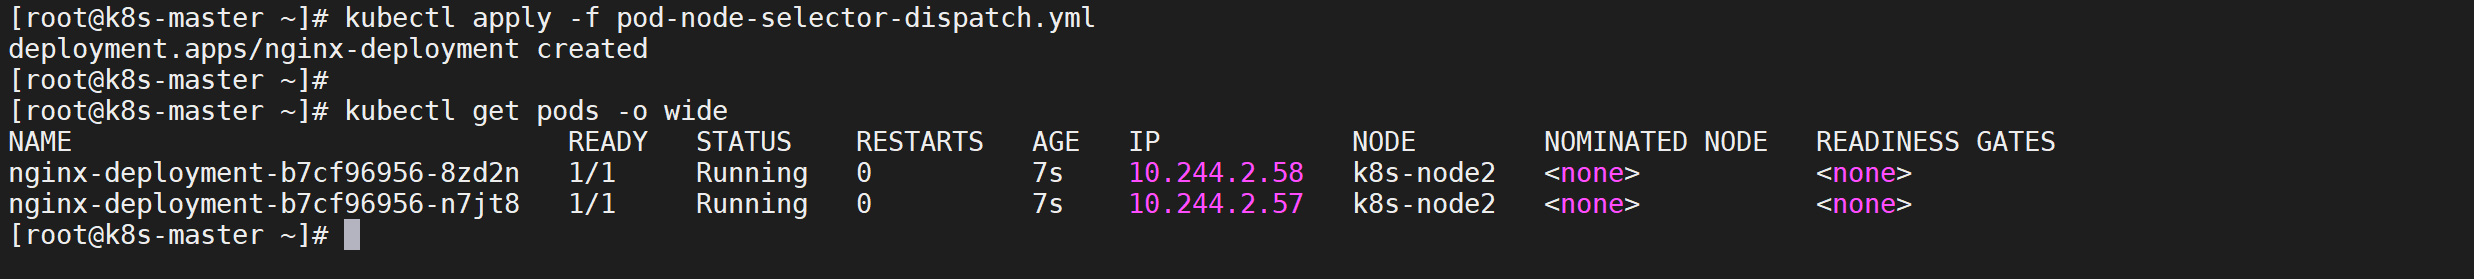 [root@k8s-master ~]# kubectl apply -f pod-node-selector-dispatch.yml
deployment.apps/nginx-deployment created
[root@k8s-master ~]#
[root@k8s-master ~]# kubectl get pods -o wide
NAME                               READY   STATUS    RESTARTS   AGE   IP            NODE        NOMINATED NODE   READINESS GATES
nginx-deployment-b7cf96956-8zd2n   1/1     Running   0          7s    10.244.2.58   k8s-node2   <none>           <none>
nginx-deployment-b7cf96956-n7jt8   1/1     Running   0          7s    10.244.2.57   k8s-node2   <none>           <none>
[root@k8s-master ~]#